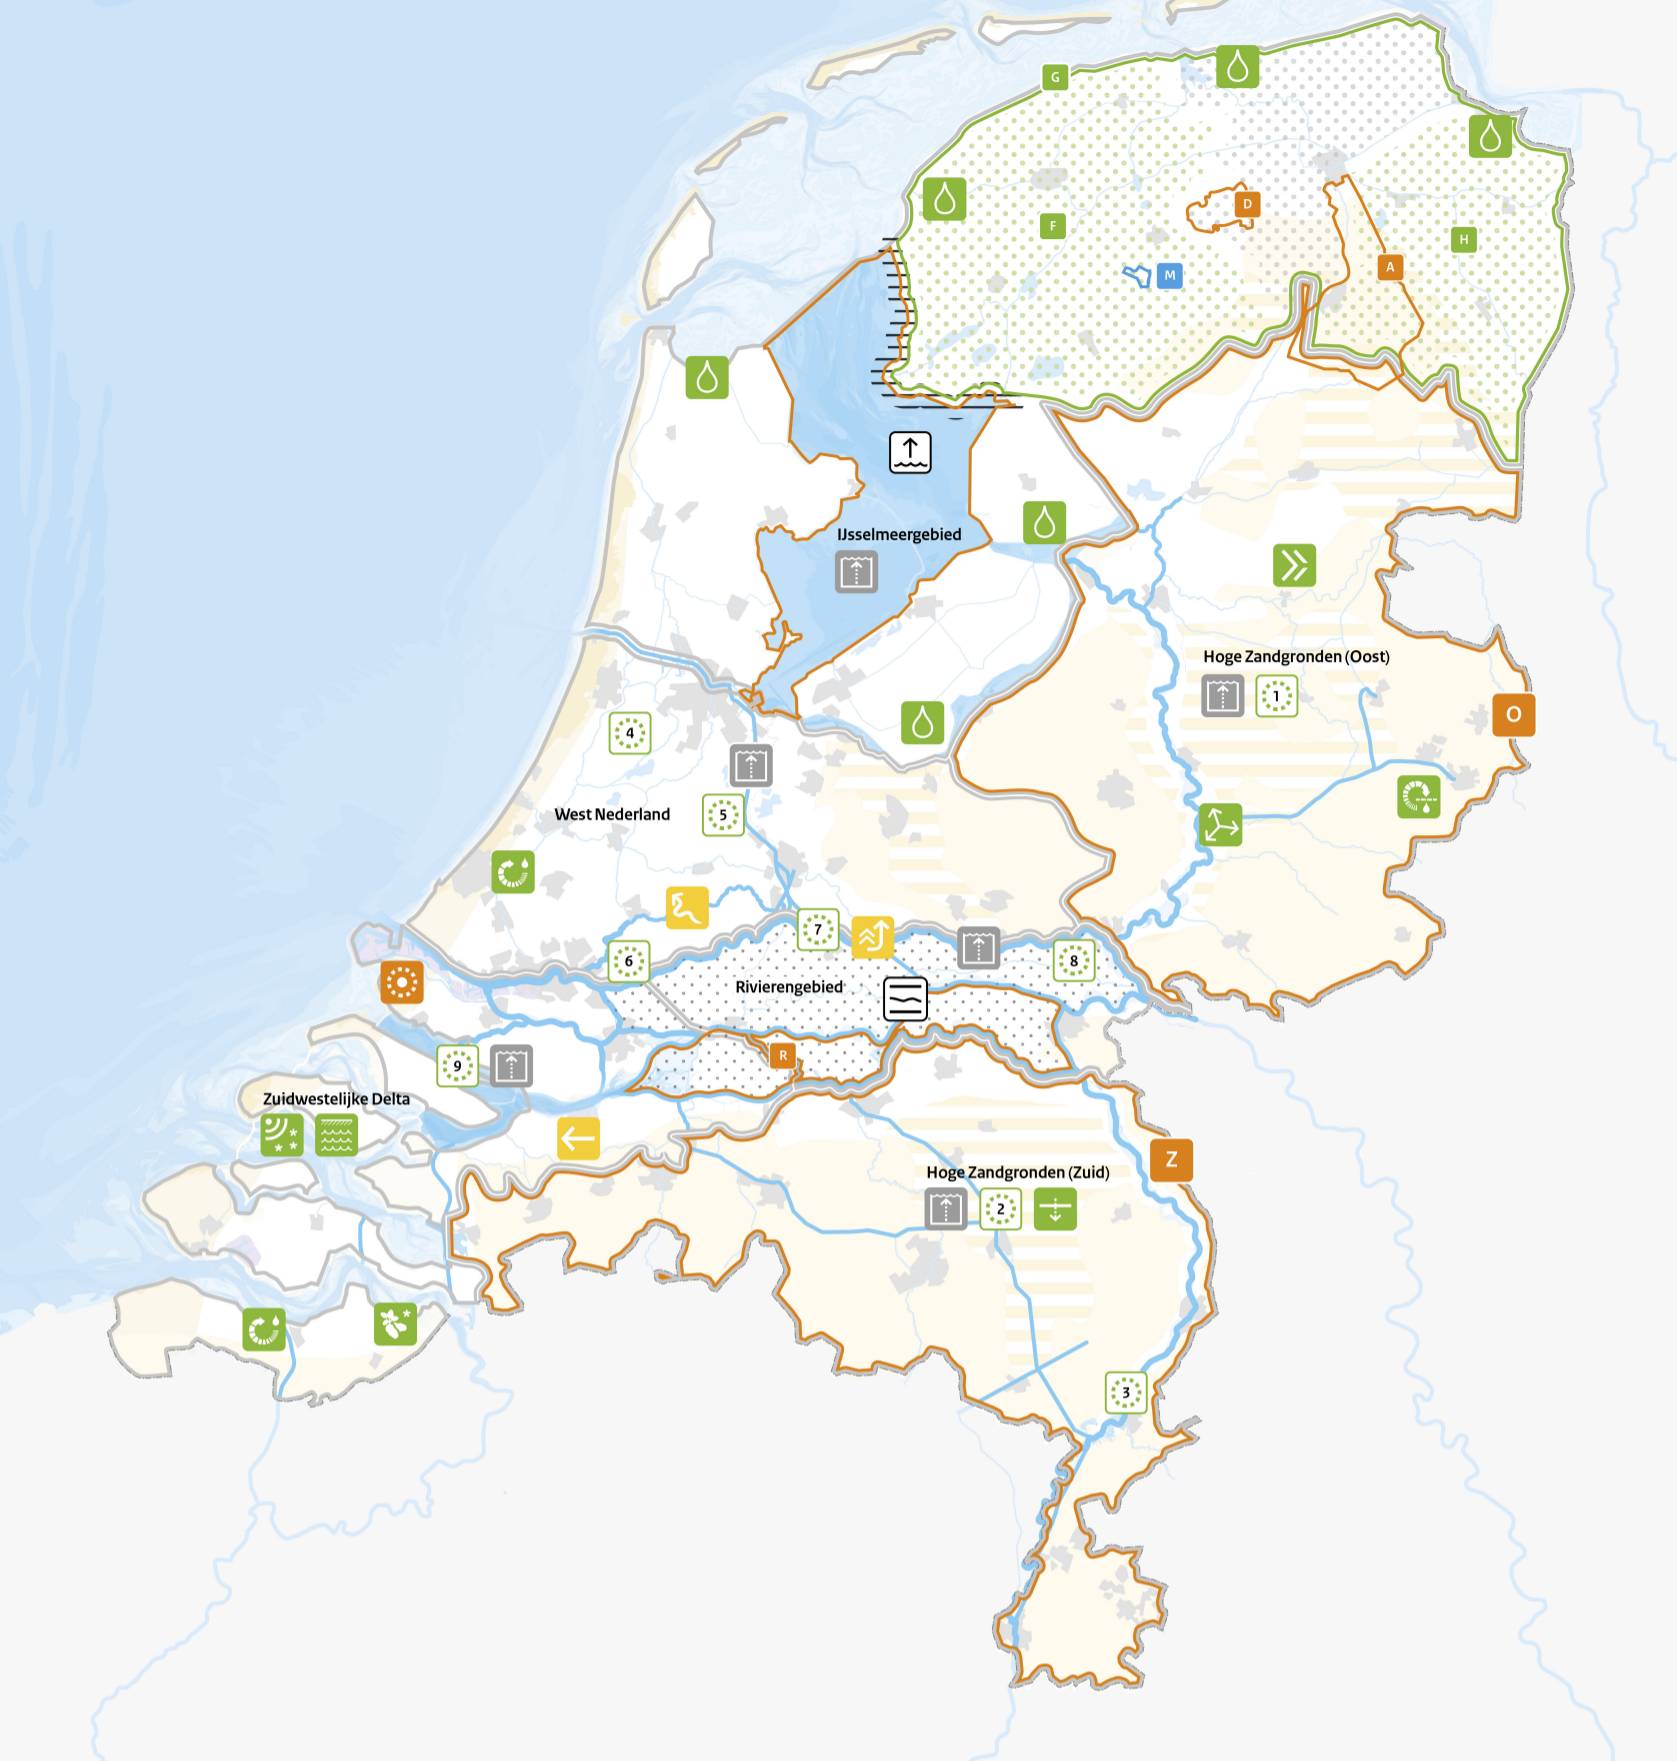 G
D
F
H
M
A
IJsselmeergebied
Hoge Zandgronden (Oost)
1
O
4
West Nederland
5
7
6
8
Rivierengebied
R
9
Zuidwestelijke Delta
Z
Hoge Zandgronden (Zuid)
2
3